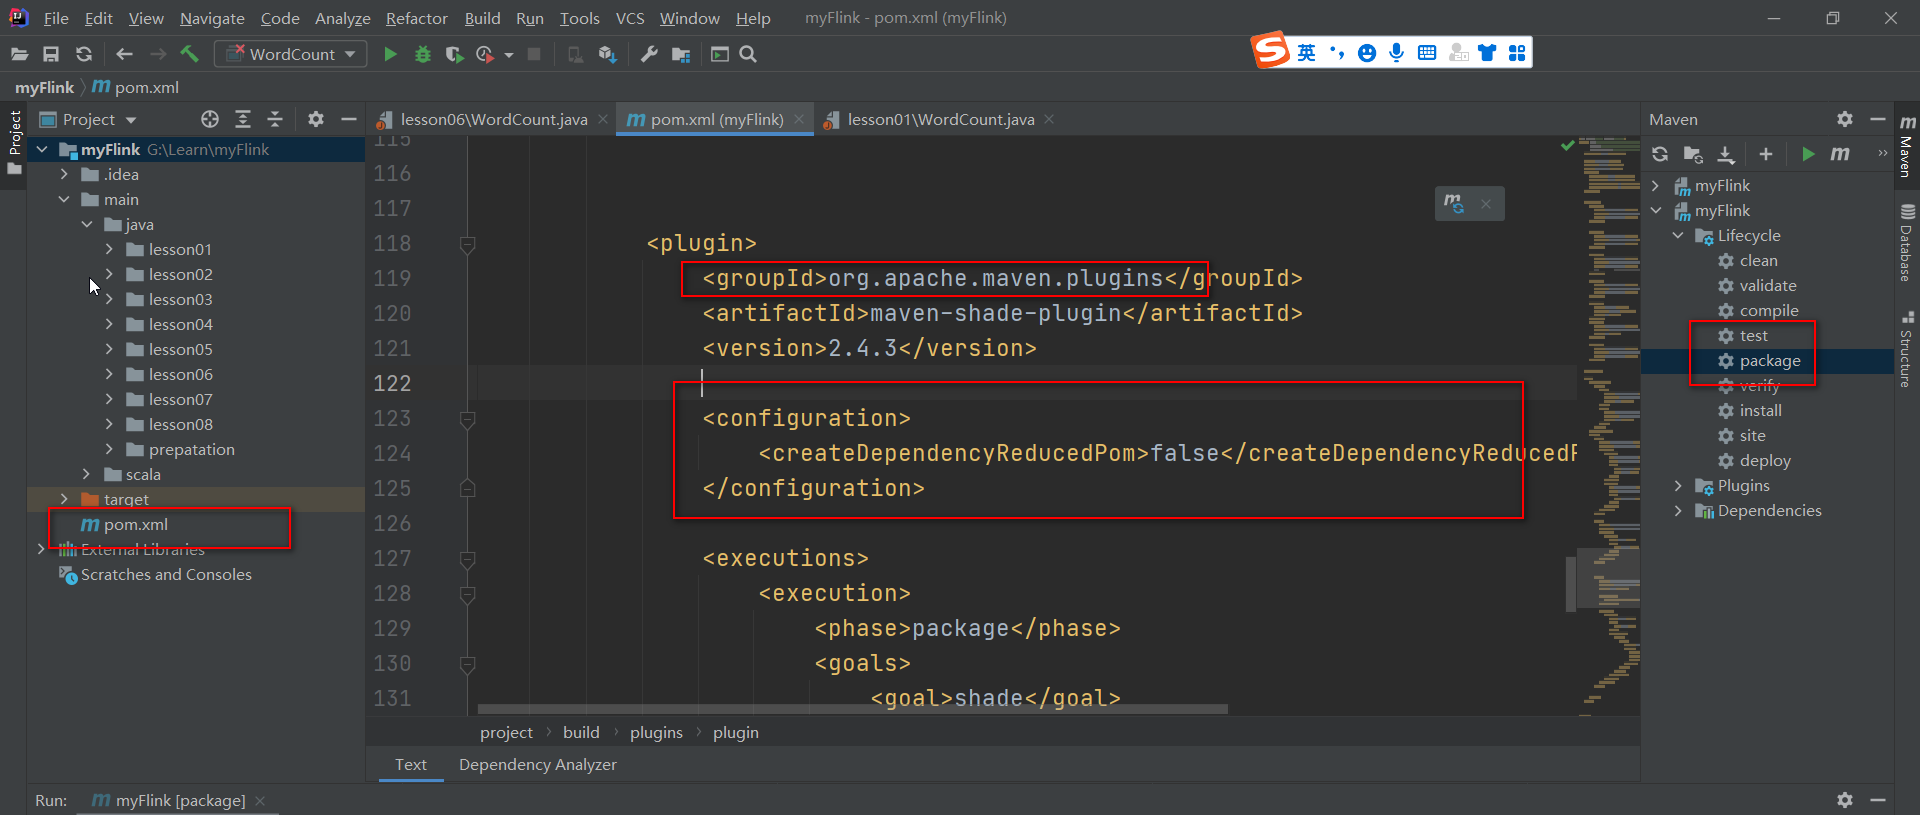 File Edit View Navigate Code Analyze Refactor Build Run Tools VCS Window Help myFlink - pom.xml (myFlink)
WordCount
英
myFlink pom.xml
Project
Project
myFlink G:\Learn\myFlink
.idea
main
java
lesson01
lesson02
lesson03
lesson04
lesson05
lesson06
lesson07
lesson08
prepatation
scala
target
pom.xml
External Libraries
Scratches and Consoles
lesson06\WordCount.java pom.xml (myFlink) lesson01\WordCount.java
115
116
117
118 <plugin>
119 <groupId>org.apache.maven.plugins</groupId>
120 <artifactId>maven-shade-plugin</artifactId>
121 <version>2.4.3</version>
122
123 <configuration>
124 <createDependencyReducedPom>false</createDependencyReducedP
125 </configuration>
126
127 <executions>
128 <execution>
129 <phase>package</phase>
130 <goals>
131 <goal>shade</goal>
project build plugins plugin
Text Dependency Analyzer
Maven
myFlink
myFlink
Lifecycle
clean
validate
compile
test
package
verify
install
site
deploy
Plugins
Dependencies
Maven
Database
Structure
Run: myFlink [package]